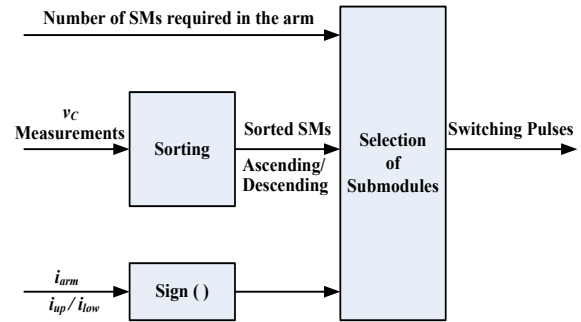 Number of SMs required in the arm
v_C
Measurements
Sorting
Sorted SMs
Ascending/
Descending
Selection
of
Submodules
Switching Pulses
i_arm
i_up / i_low
Sign ( )